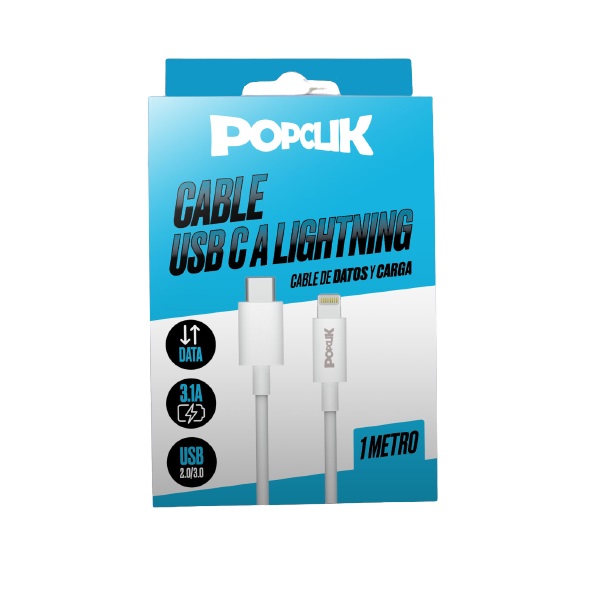 POPCLIK
CABLE
USB C A LIGHTNING
CABLE DE DATOS Y CARGA
POPCLIK
DATA
3.1A
USB
2.0/3.0
1 METRO